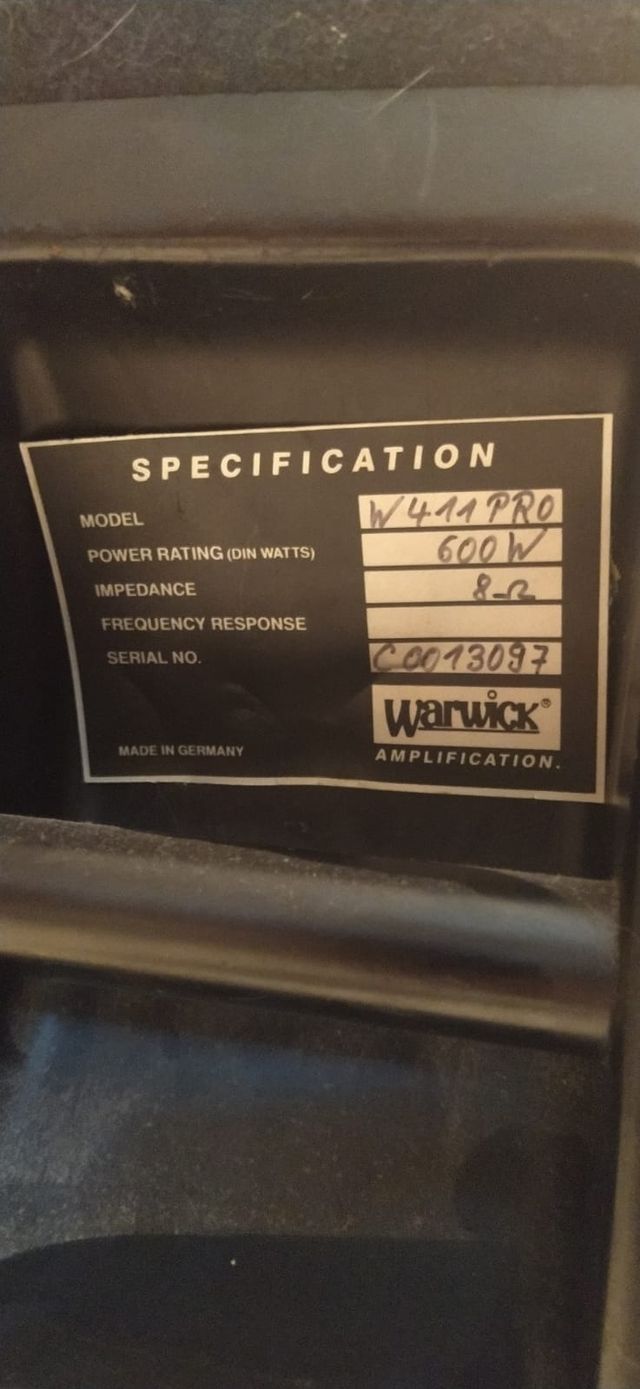 SPECIFICATION
MODEL W411PRO
POWER RATING (DIN WATTS) 600W
IMPEDANCE 8Ω
FREQUENCY RESPONSE
SERIAL NO. C0013097
Warwick®
MADE IN GERMANY AMPLIFICATION.